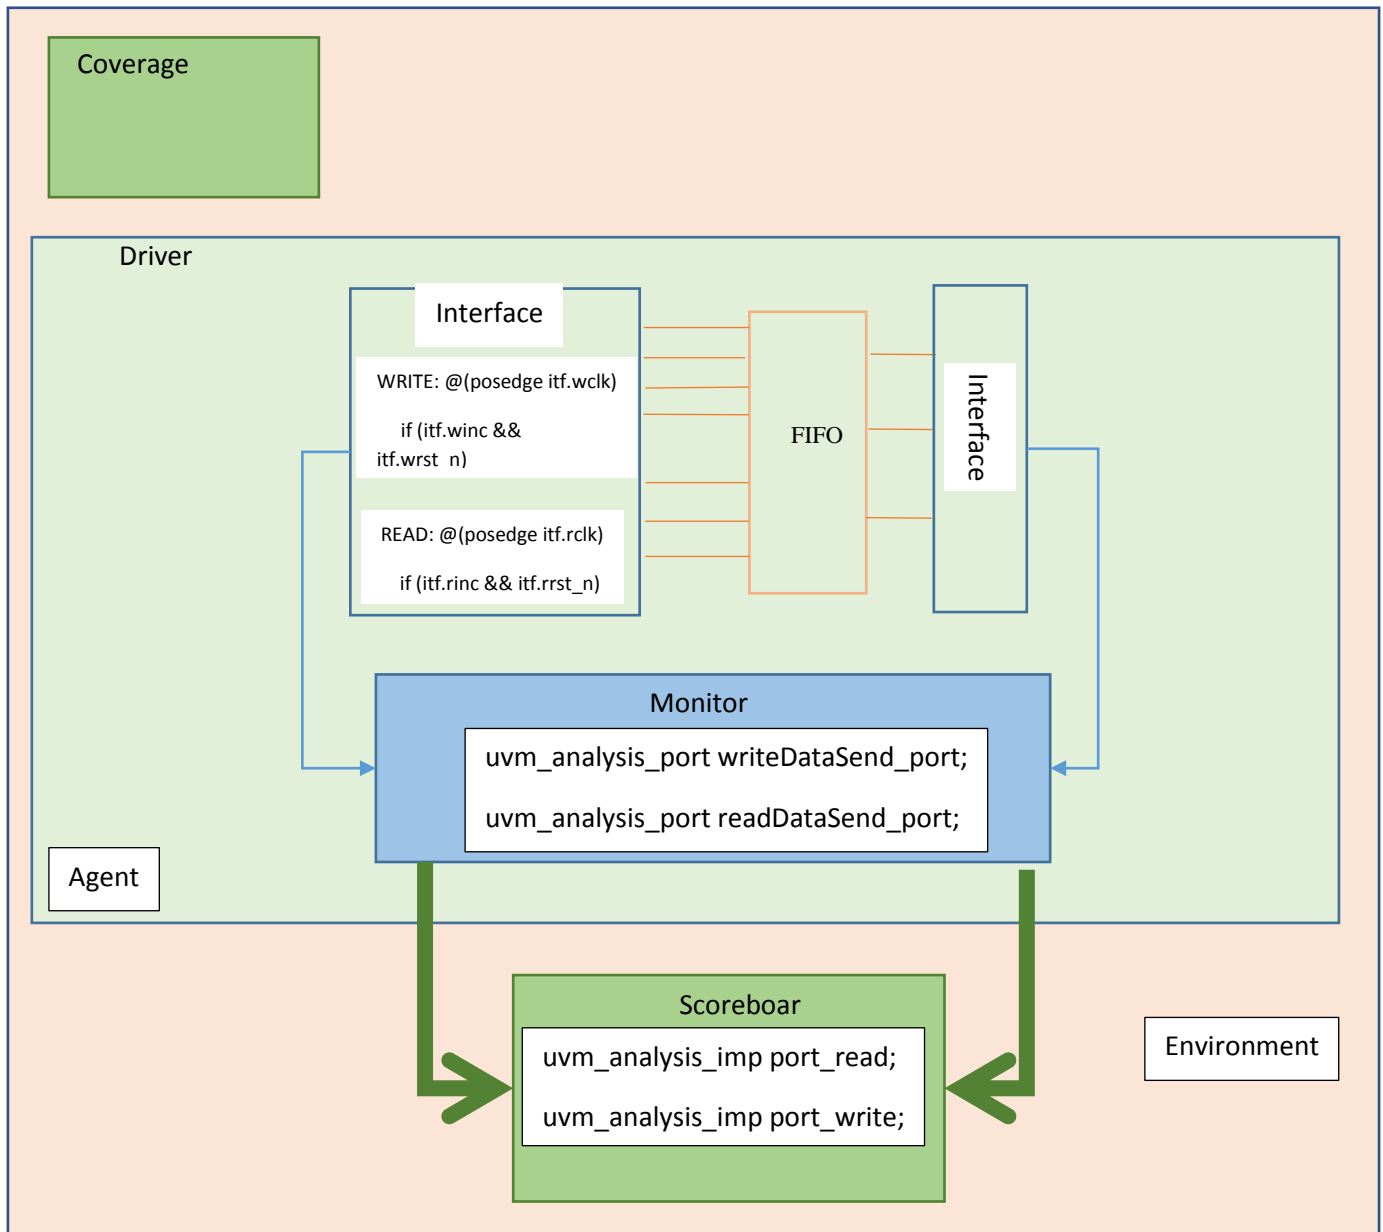 Coverage
Driver
Interface
WRITE: @(posedge itf.wclk)
if (itf.winc &&
itf.wrst_n)
READ: @(posedge itf.rclk)
if (itf.rinc && itf.rrst_n)
FIFO
Interface
Monitor
uvm_analysis_port writeDataSend_port;
uvm_analysis_port readDataSend_port;
Agent
Scoreboar
uvm_analysis_imp port_read;
uvm_analysis_imp port_write;
Environment